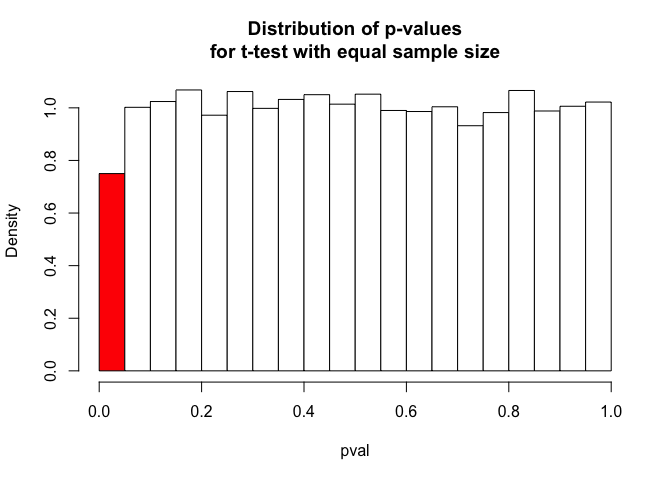 Distribution of p-values
for t-test with equal sample size
Density
1.0
0.8
0.6
0.4
0.2
0.0
0.0 0.2 0.4 0.6 0.8 1.0
pval